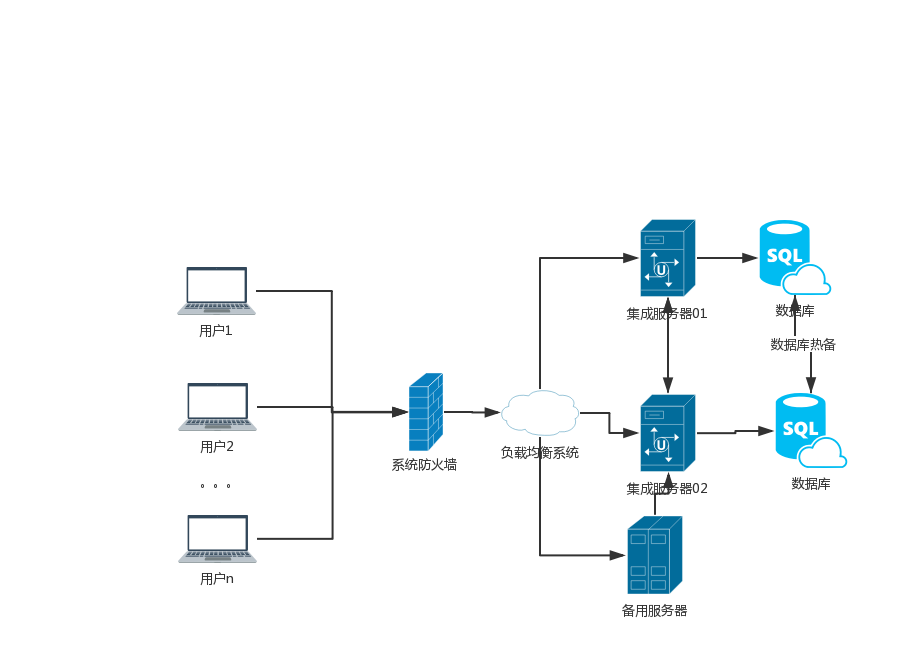 用户1
用户2
。。。
用户n
系统防火墙
负载均衡系统
集成服务器01
U
集成服务器02
U
备用服务器
SQL
数据库
数据库热备
SQL
数据库